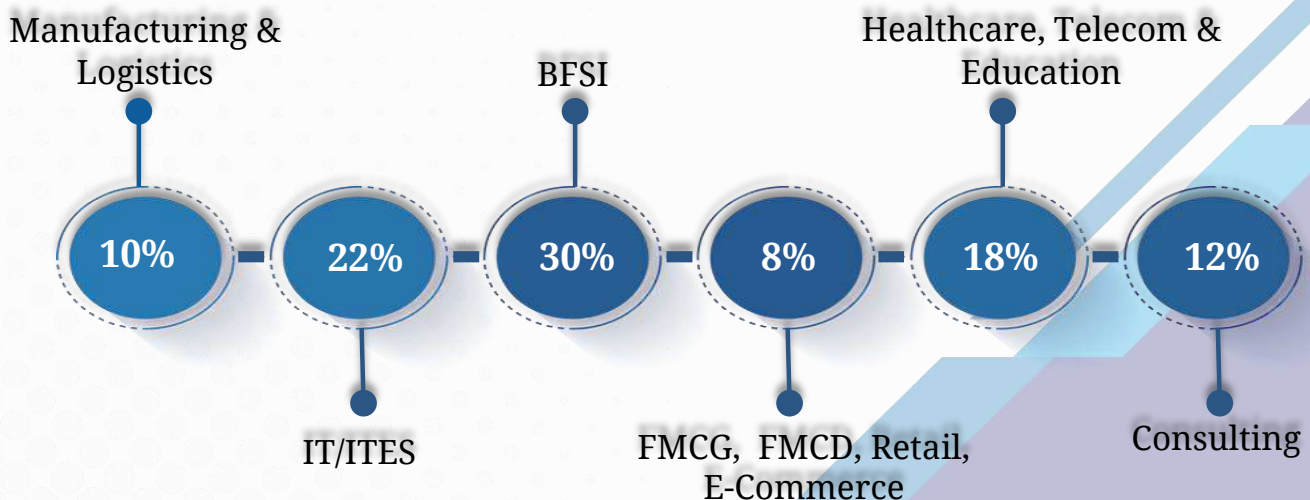 Manufacturing &
Logistics
BFSI
Healthcare, Telecom &
Education
10%
22%
30%
8%
18%
12%
IT/ITES
FMCG, FMCD, Retail,
E-Commerce
Consulting